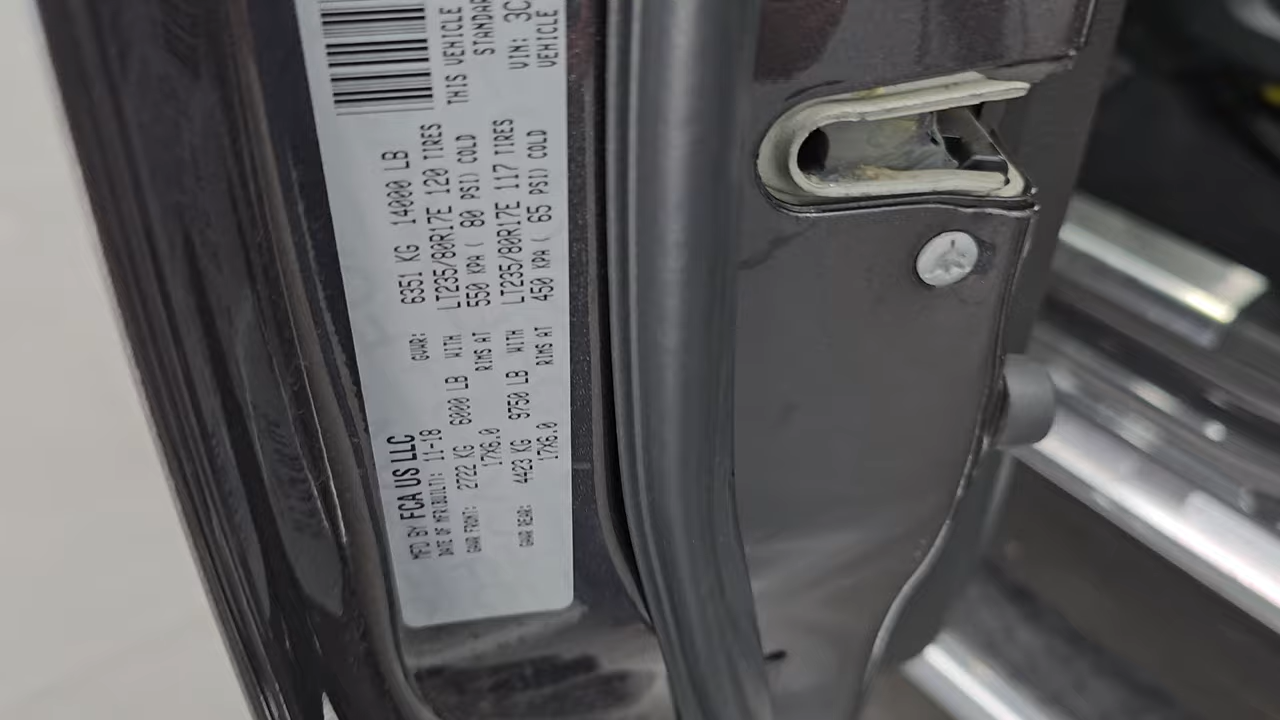 MFD BY FCA US LLC
DATE OF MFR(BUILT): 11-18 GVWR: 6351 KG 14000 LB
GAWR FRONT: 2722 KG 6000 LB WITH LT235/80R17E 120 TIRES
17X6.0 RIMS AT 550 KPA ( 80 PSI) COLD
GAWR REAR: 4423 KG 9750 LB WITH LT235/80R17E 117 TIRES
17X6.0 RIMS AT 450 KPA ( 65 PSI) COLD
THIS VEHICLE
VIN: 3C
VEHICLE